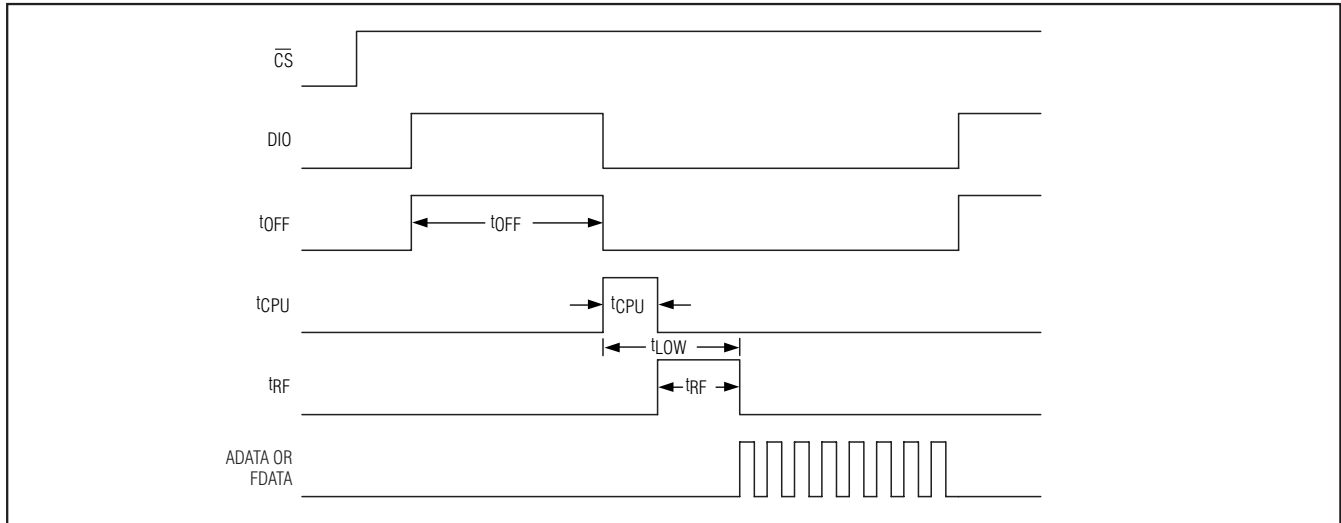 CS
DIO
tOFF
tOFF
tCPU
tCPU
tLOW
tRF
tRF
ADATA OR
FDATA